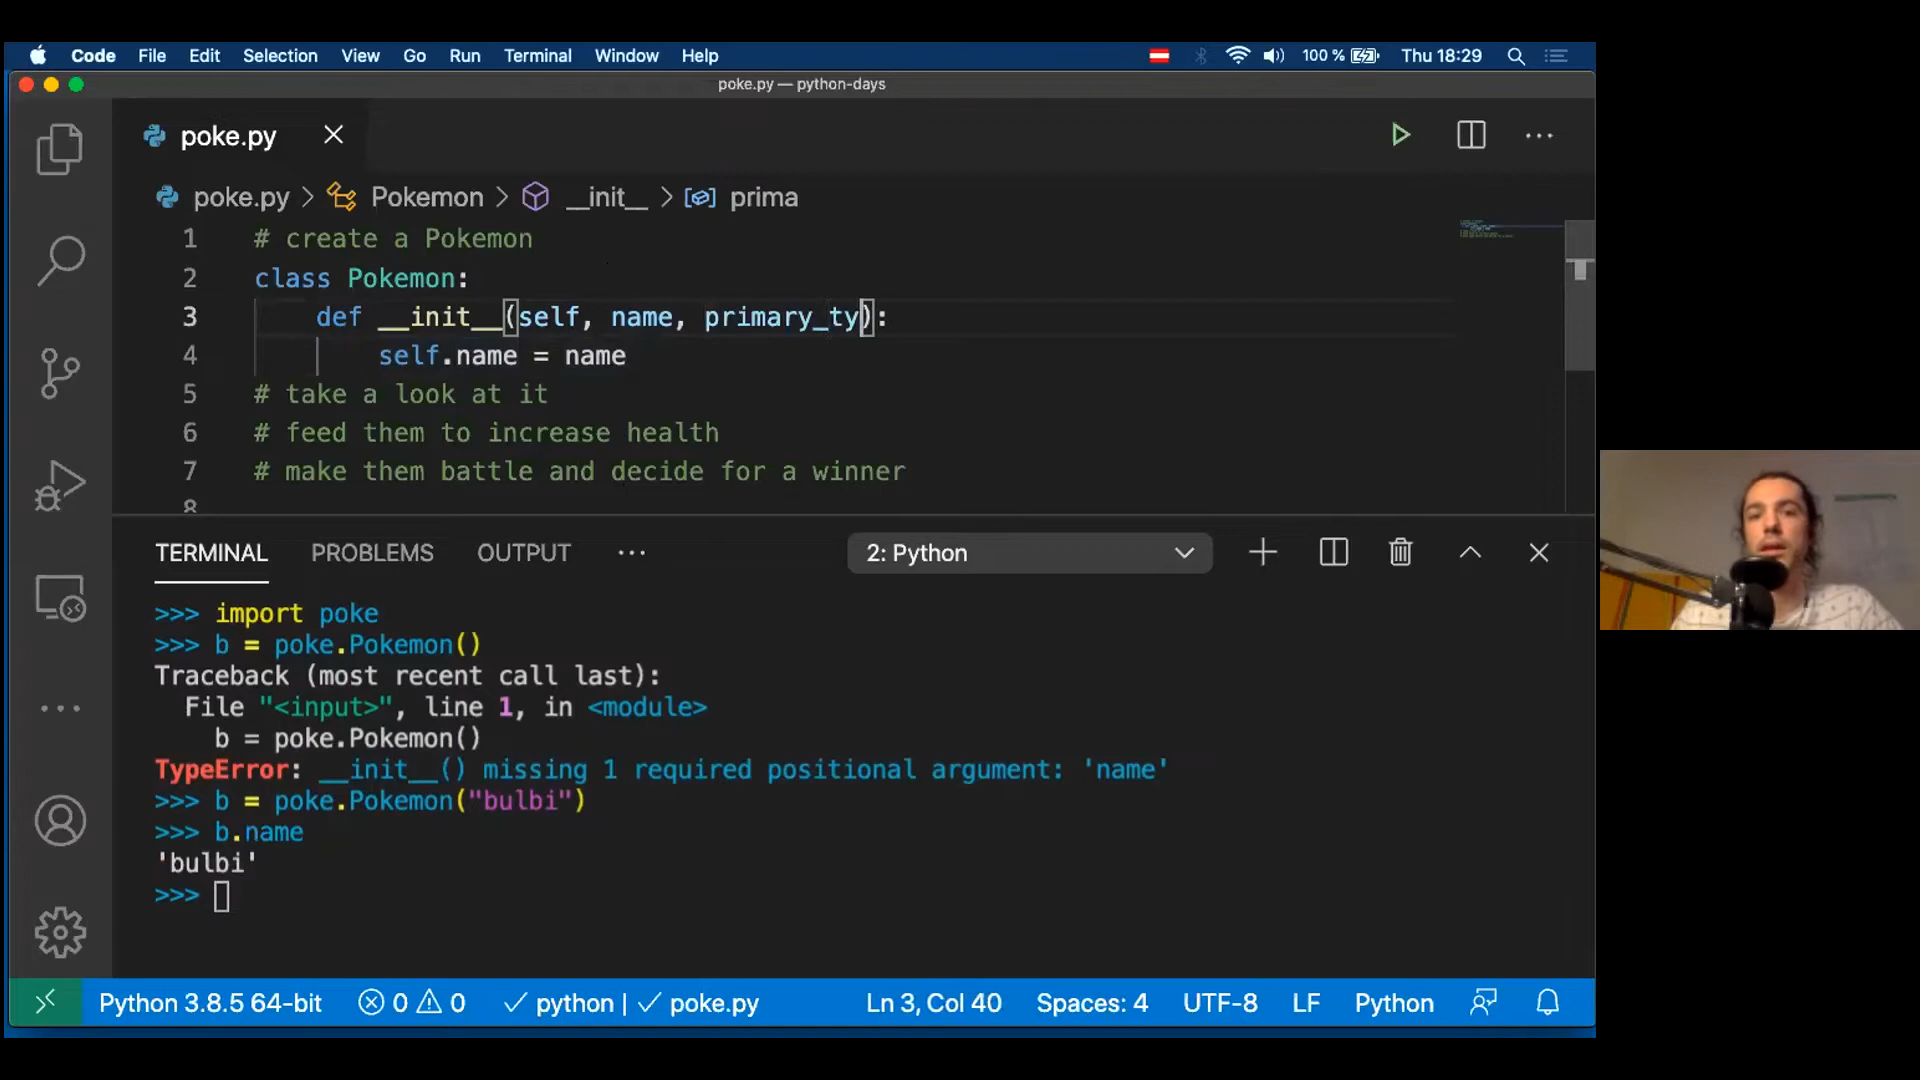 Code File Edit Selection View Go Run Terminal Window Help 100 % Thu 18:29
poke.py — python-days
poke.py
poke.py > Pokemon > __init__ > prima
1 # create a Pokemon
2 class Pokemon:
3 def __init__(self, name, primary_ty):
4 self.name = name
5 # take a look at it
6 # feed them to increase health
7 # make them battle and decide for a winner
8
TERMINAL PROBLEMS OUTPUT ... 2: Python
>>> import poke
>>> b = poke.Pokemon()
Traceback (most recent call last):
File "<input>", line 1, in <module>
b = poke.Pokemon()
TypeError: __init__() missing 1 required positional argument: 'name'
>>> b = poke.Pokemon("bulbi")
>>> b.name
'bulbi'
>>>
Python 3.8.5 64-bit 0 0 ✓ python | ✓ poke.py Ln 3, Col 40 Spaces: 4 UTF-8 LF Python